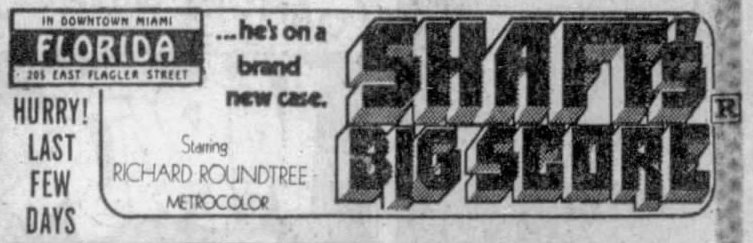 IN DOWNTOWN MIAMI
FLORIDA
205 EAST FLAGLER STREET
HURRY!
LAST
FEW
DAYS
...he's on a
brand
new case.
Starring
RICHARD ROUNDTREE
METROCOLOR
SHAFT'S
BIG SCORE
R